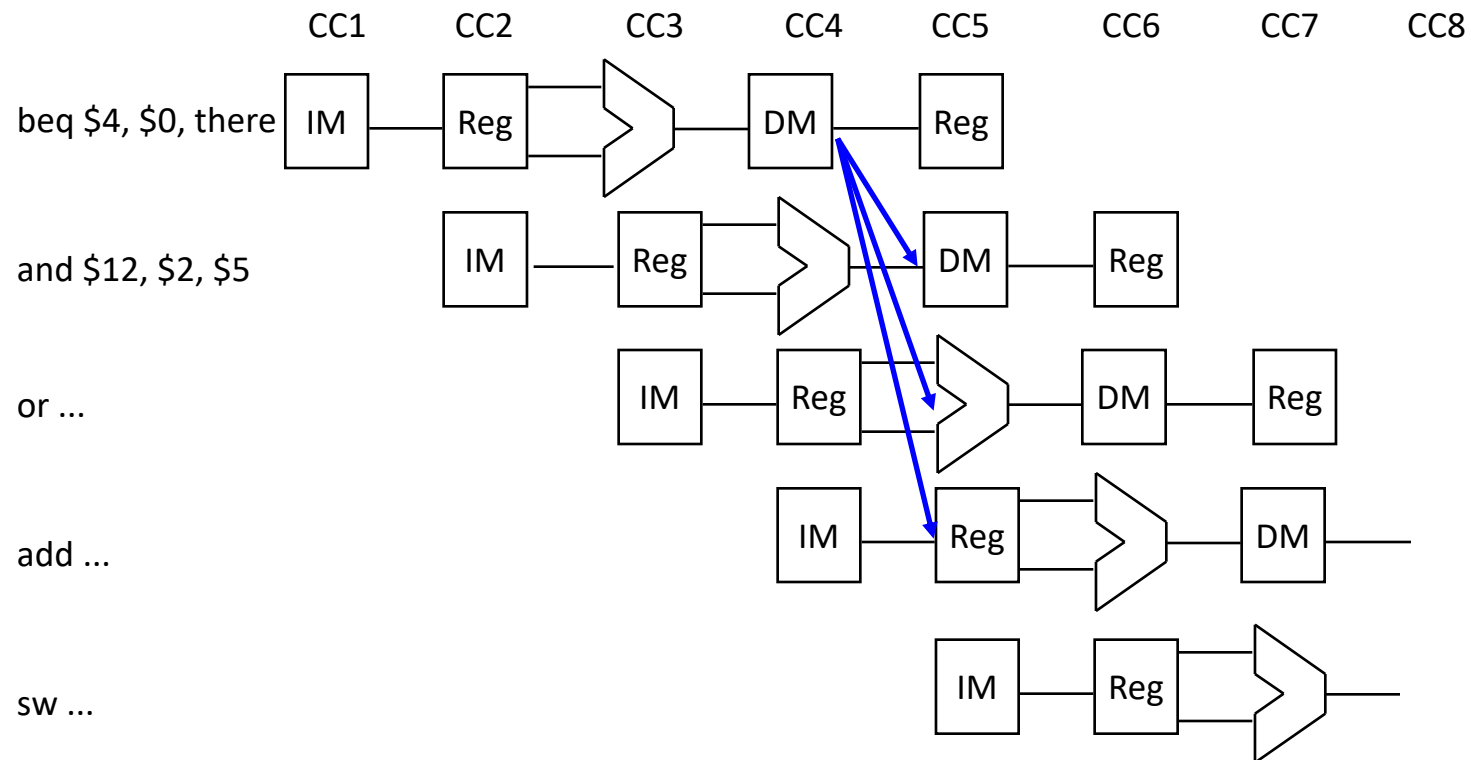 CC1 CC2 CC3 CC4 CC5 CC6 CC7 CC8
beq $4, $0, there IM Reg DM Reg
and $12, $2, $5 IM Reg DM Reg
or ... IM Reg DM Reg
add ... IM Reg DM
sw ... IM Reg